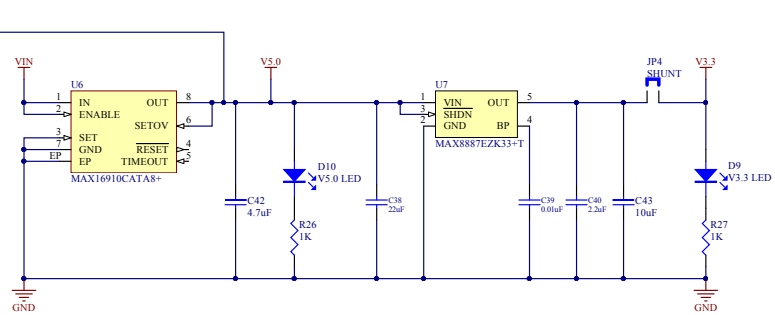 VIN
V5.0
JP4
SHUNT
V3.3
U6
1
IN
OUT
8
2
ENABLE
SETOV
6
3
SET
7
GND
RESET
4
EP
EP
TIMEOUT
5
MAX16910CATA8+
U7
1
VIN
OUT
5
3
SHDN
2
GND
BP
4
MAX8887EZK33+T
D10
V5.0 LED
D9
V3.3 LED
C42
4.7uF
C38
22uF
C39
0.01uF
C40
2.2uF
C43
10uF
R26
1K
R27
1K
GND
GND